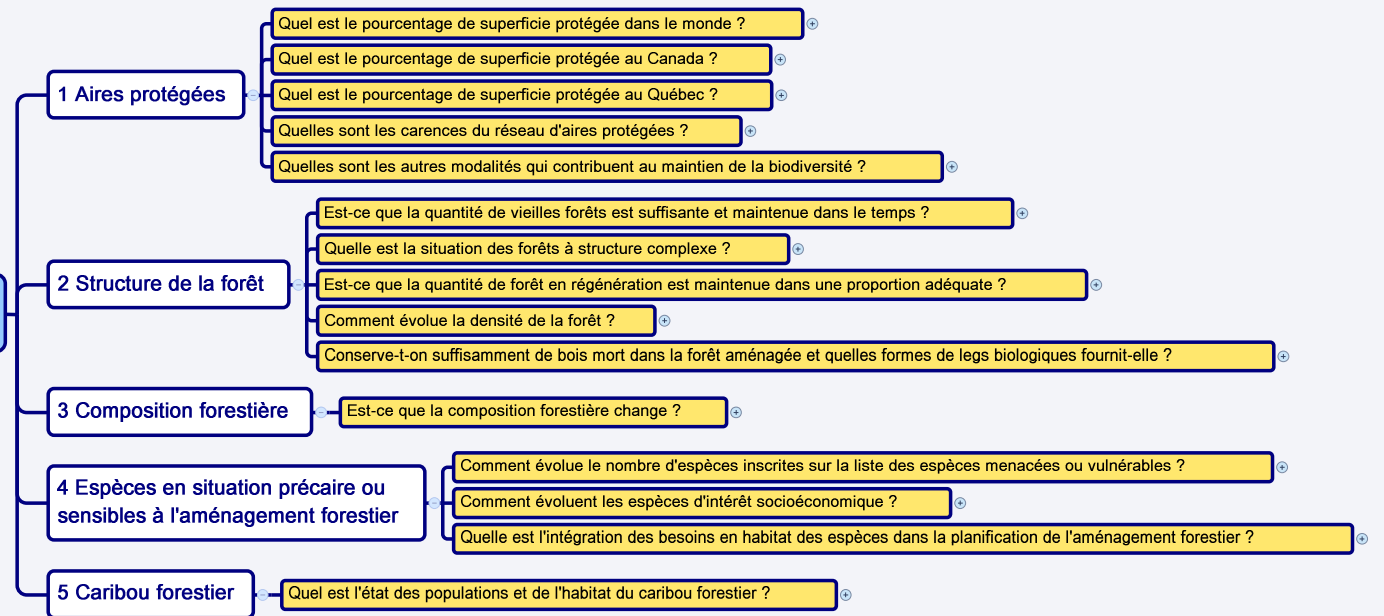 1 Aires protégées
Quel est le pourcentage de superficie protégée dans le monde ?
Quel est le pourcentage de superficie protégée au Canada ?
Quel est le pourcentage de superficie protégée au Québec ?
Quelles sont les carences du réseau d'aires protégées ?
Quelles sont les autres modalités qui contribuent au maintien de la biodiversité ?
2 Structure de la forêt
Est-ce que la quantité de vieilles forêts est suffisante et maintenue dans le temps ?
Quelle est la situation des forêts à structure complexe ?
Est-ce que la quantité de forêt en régénération est maintenue dans une proportion adéquate ?
Comment évolue la densité de la forêt ?
Conserve-t-on suffisamment de bois mort dans la forêt aménagée et quelles formes de legs biologiques fournit-elle ?
3 Composition forestière
Est-ce que la composition forestière change ?
4 Espèces en situation précaire ou
sensibles à l'aménagement forestier
Comment évolue le nombre d'espèces inscrites sur la liste des espèces menacées ou vulnérables ?
Comment évoluent les espèces d'intérêt socioéconomique ?
Quelle est l'intégration des besoins en habitat des espèces dans la planification de l'aménagement forestier ?
5 Caribou forestier
Quel est l'état des populations et de l'habitat du caribou forestier ?